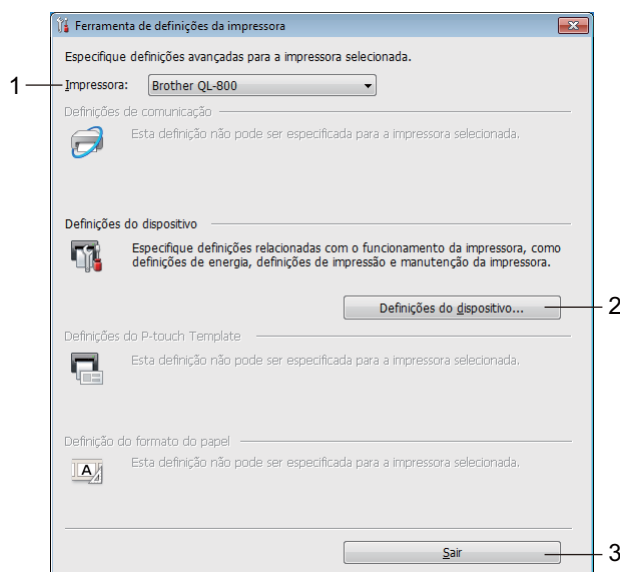 Ferramenta de definições da impressora
Especifique definições avançadas para a impressora selecionada.
1
Impressora: Brother QL-800
Definições de comunicação
Esta definição não pode ser especificada para a impressora selecionada.
Definições do dispositivo
Especifique definições relacionadas com o funcionamento da impressora, como
definições de energia, definições de impressão e manutenção da impressora.
Definições do dispositivo...
2
Definições do P-touch Template
Esta definição não pode ser especificada para a impressora selecionada.
Definição do formato do papel
A
Esta definição não pode ser especificada para a impressora selecionada.
Sair
3